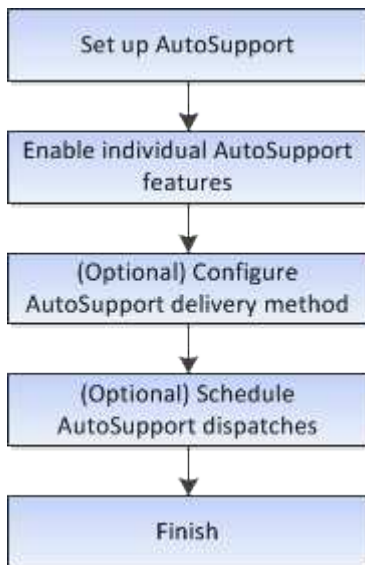 Set up AutoSupport
Enable individual AutoSupport
features
(Optional) Configure
AutoSupport delivery method
(Optional) Schedule
AutoSupport dispatches
Finish